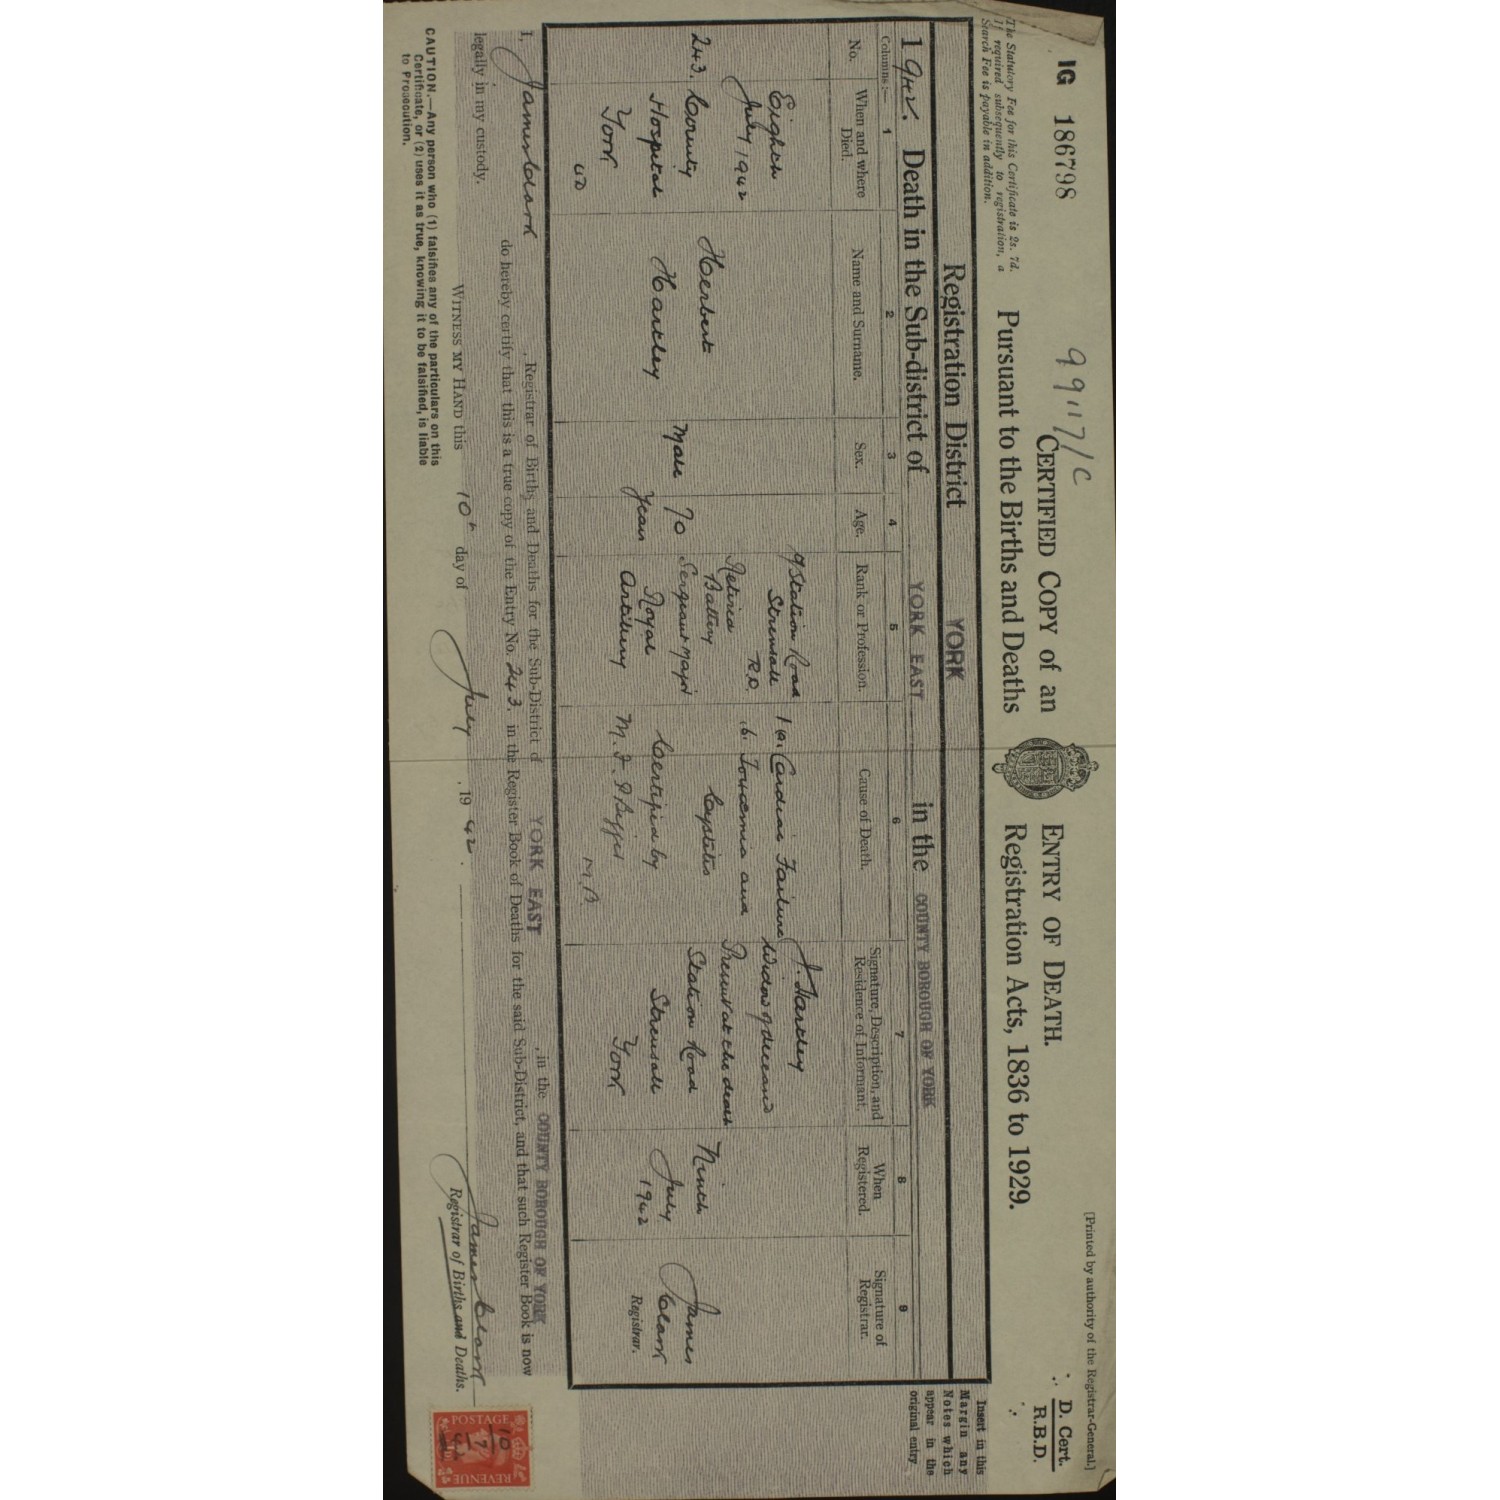 IG 186798
99117/C
[Printed by authority of the Registrar-General.]
D. Cert.
R.B.D.
The Statutory Fee for this Certificate is 2s. 7d.
If required subsequently to registration, a
Search Fee is payable in addition.
CERTIFIED COPY of an ENTRY OF DEATH.
Pursuant to the Births and Deaths Registration Acts, 1836 to 1929.
Insert in this
Margin any
Notes which
appear in the
original entry
Registration District YORK
1942. Death in the Sub-district of YORK EAST in the COUNTY BOROUGH OF YORK
Columns:— 1 2 3 4 5 6 7 8 9
No.
When and where
Died.
Name and Surname.
Sex.
Age.
Rank or Profession.
Cause of Death.
Signature, Description, and
Residence of Informant.
When
Registered.
Signature of
Registrar.
243.
Eighth
July 1942
County
Hospital
York
UD
Herbert
Hartley
Male
70
Years
9 Station Road
Strensall
R.D.
Retired
Battery
Sergeant Major
Royal
Artillery
1 (a). Cardiac Failure
b. Toxaemia and
Cystitis
Certified by
M. J. P
M.B.
J. Hartley
Widow of deceased
Present at the death
Station Road
Strensall
York
Ninth
July
1942
James
Clark
Registrar.
I, James Clark, Registrar of Births and Deaths for the Sub-District of YORK EAST, in the COUNTY BOROUGH OF YORK
do hereby certify that this is a true copy of the Entry No. 243. in the Register Book of Deaths for the said Sub-District, and that such Register Book is now
legally in my custody.
WITNESS MY HAND this 10th day of July, 1942.
James Clark
Registrar of Births and Deaths.
CAUTION.—Any person who (1) falsifies any of the particulars on this
Certificate, or (2) uses it as true, knowing it to be falsified, is liable
to Prosecution.
POSTAGE
REVENUE
10
7
42